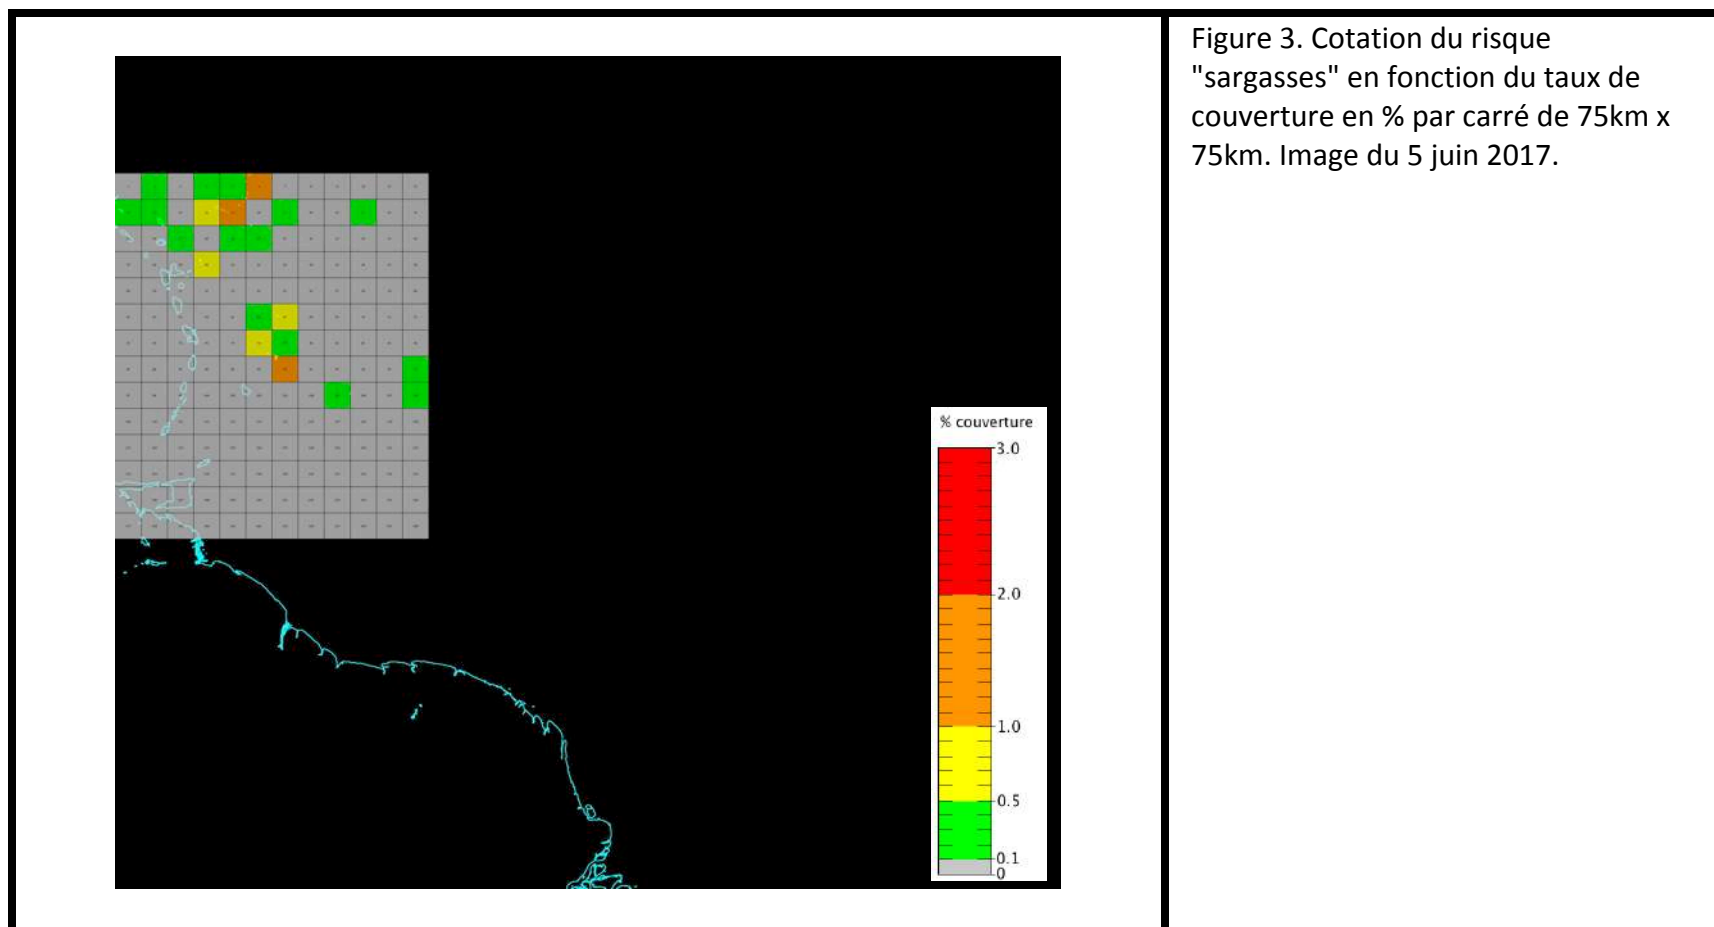 Figure 3. Cotation du risque
"sargasses" en fonction du taux de
couverture en % par carré de 75km x
75km. Image du 5 juin 2017.
% couverture
3.0
2.0
1.0
0.5
0.1
0